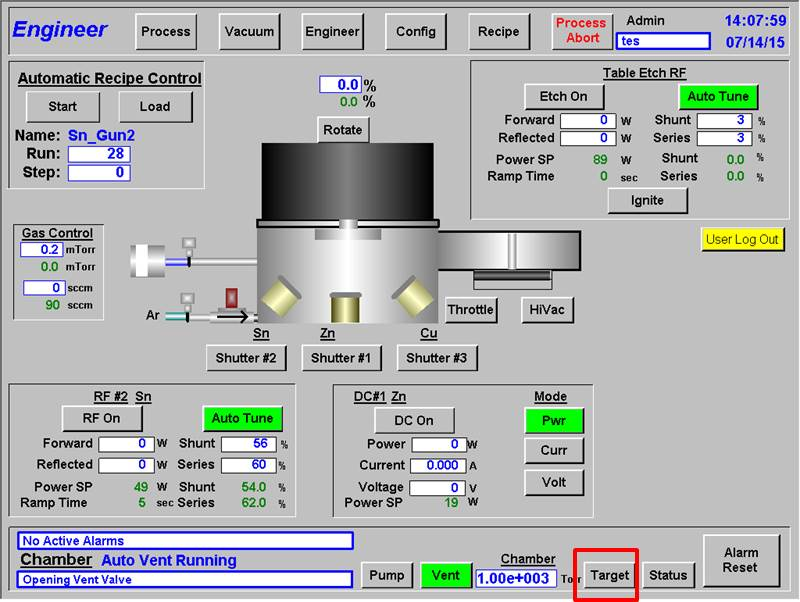 Engineer
Process
Vacuum
Engineer
Config
Recipe
Process
Abort
Admin
tes
14:07:59
07/14/15
Automatic Recipe Control
Start
Load
Name: Sn_Gun2
Run: 28
Step: 0
0.0 %
0.0 %
Rotate
Table Etch RF
Etch On
Auto Tune
Forward 0 W Shunt 3 %
Reflected 0 W Series 3 %
Power SP 89 W Shunt 0.0 %
Ramp Time 0 sec Series 0.0 %
Ignite
User Log Out
Gas Control
0.2 mTorr
0.0 mTorr
0 sccm
90 sccm
Ar
Throttle
HiVac
Sn
Zn
Cu
Shutter #2
Shutter #1
Shutter #3
RF #2 Sn
RF On
Auto Tune
Forward 0 W Shunt 56 %
Reflected 0 W Series 60 %
Power SP 49 W Shunt 54.0 %
Ramp Time 5 sec Series 62.0 %
DC#1 Zn
DC On
Power 0 W
Current 0.000 A
Voltage 0 V
Power SP 19 W
Mode
Pwr
Curr
Volt
No Active Alarms
Chamber Auto Vent Running
Opening Vent Valve
Pump
Vent
Chamber
1.00e+003 Torr
Target
Status
Alarm
Reset